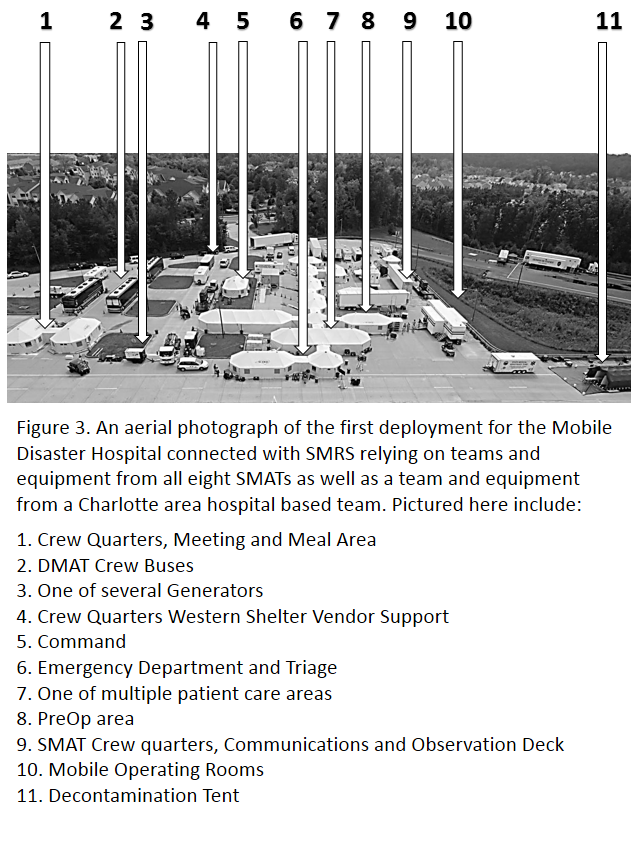 1 2 3 4 5 6 7 8 9 10 11
Figure 3. An aerial photograph of the first deployment for the Mobile
Disaster Hospital connected with SMRS relying on teams and
equipment from all eight SMATs as well as a team and equipment
from a Charlotte area hospital based team. Pictured here include:
1. Crew Quarters, Meeting and Meal Area
2. DMAT Crew Buses
3. One of several Generators
4. Crew Quarters Western Shelter Vendor Support
5. Command
6. Emergency Department and Triage
7. One of multiple patient care areas
8. PreOp area
9. SMAT Crew quarters, Communications and Observation Deck
10. Mobile Operating Rooms
11. Decontamination Tent